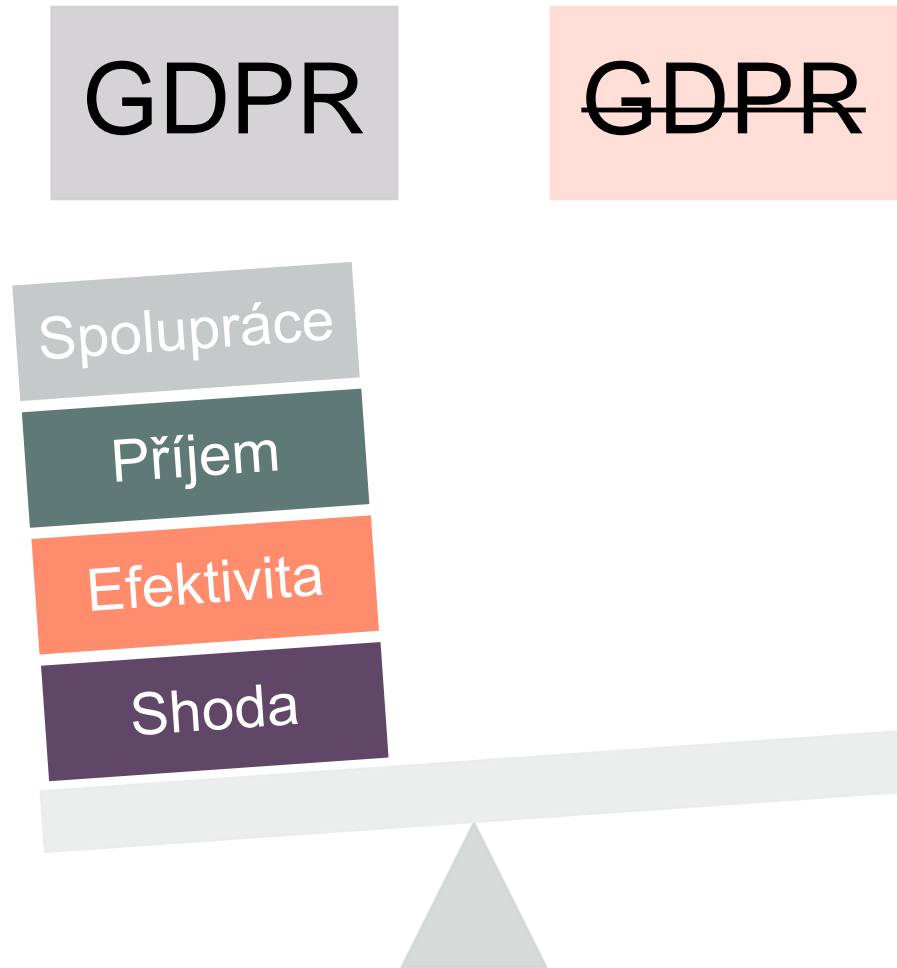 GDPR
GDPR
Spolupráce
Příjem
Efektivita
Shoda